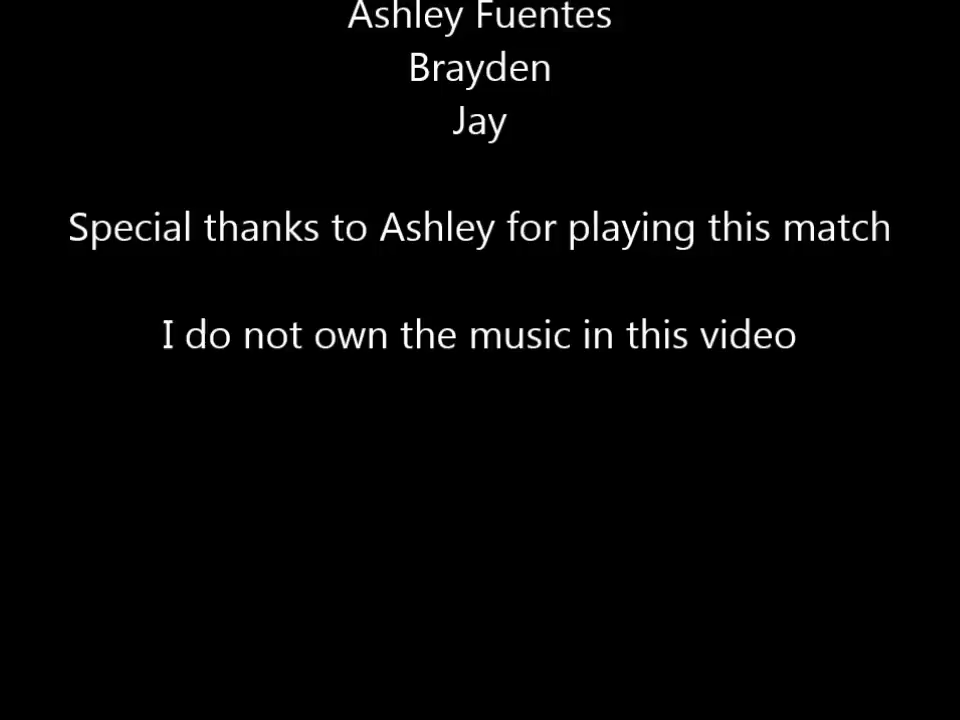 Ashley Fuentes
Brayden
Jay
Special thanks to Ashley for playing this match
I do not own the music in this video